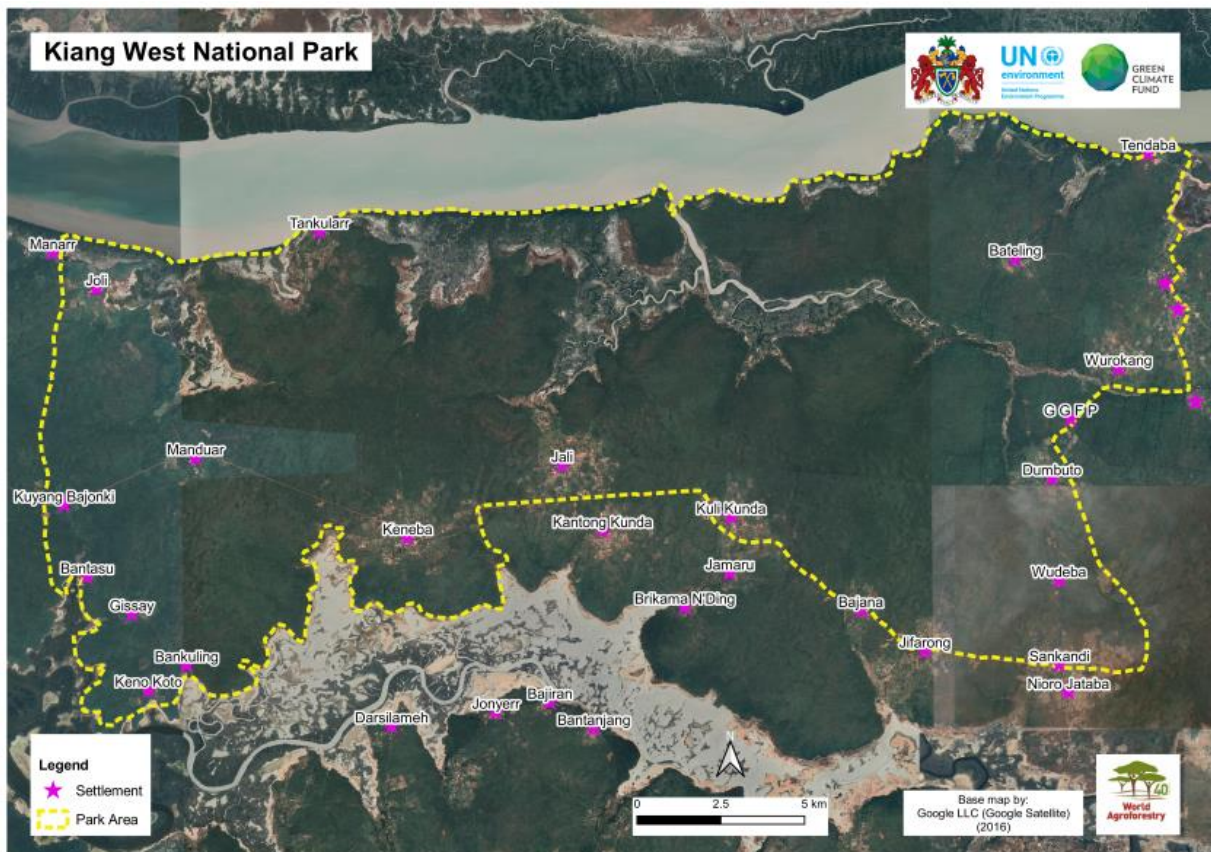 Kiang West National Park
UN
environment
United Nations
Environment Programme
GREEN
CLIMATE
FUND
Tendaba
Tankularr
Manarr
Joli
Bateling
Wurokang
G G F P
Manduar
Jali
Dumbuto
Kuyang Bajonki
Keneba
Kantong Kunda
Kuli Kunda
Bantasu
Jamaru
Wudeba
Gissay
Brikama N'Ding
Bajana
Bankuling
Jifarong
Sankandi
Keno Koto
Nioro Jataba
Darsilameh
Jonyerr
Bajiran
Bantanjang
N
Legend
Settlement
Park Area
0 2.5 5 km
Base map by:
Google LLC (Google Satellite)
(2016)
40
World
Agroforestry